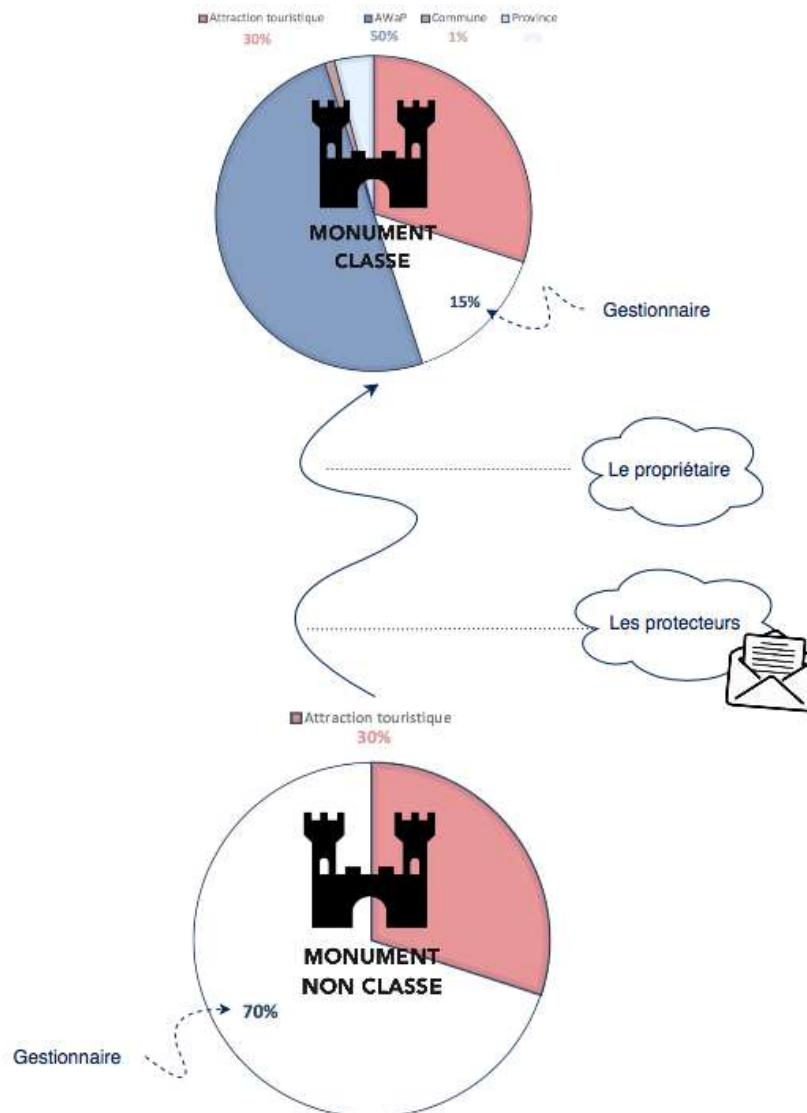 Attraction touristique AWaP Commune Province
30% 50% 1%
MONUMENT
CLASSE
15%
Gestionnaire
Le propriétaire
Les protecteurs
Attraction touristique
30%
MONUMENT
NON CLASSE
70%
Gestionnaire